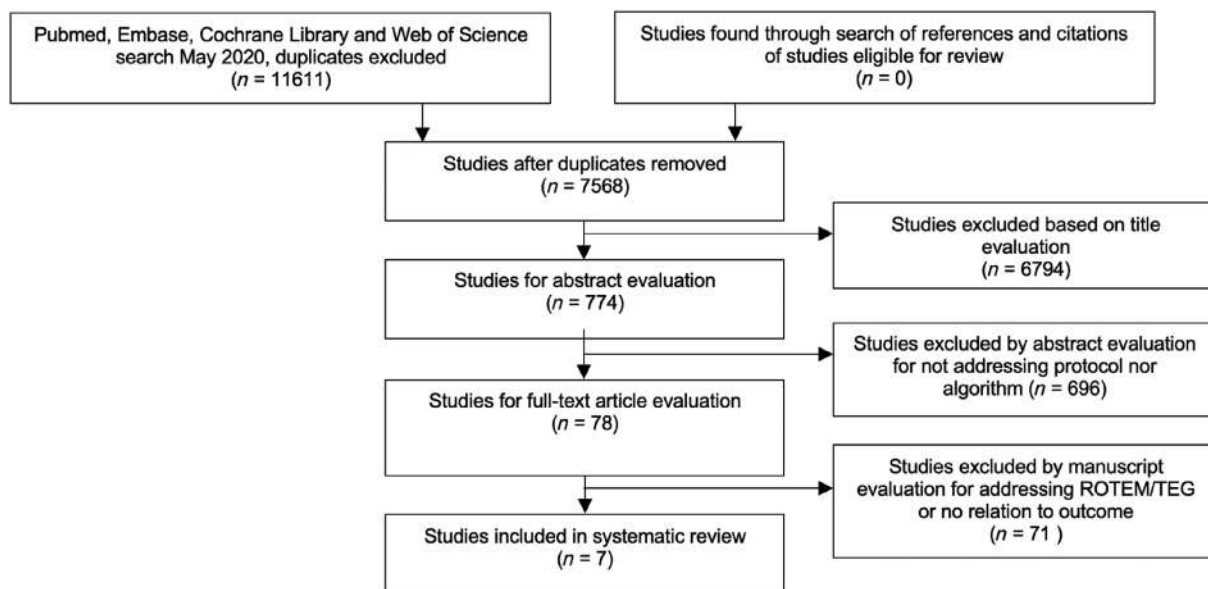 Pubmed, Embase, Cochrane Library and Web of Science
search May 2020, duplicates excluded
(n = 11611)
Studies found through search of references and citations
of studies eligible for review
(n = 0)
Studies after duplicates removed
(n = 7568)
Studies excluded based on title
evaluation
(n = 6794)
Studies for abstract evaluation
(n = 774)
Studies excluded by abstract evaluation
for not addressing protocol nor
algorithm (n = 696)
Studies for full-text article evaluation
(n = 78)
Studies excluded by manuscript
evaluation for addressing ROTEM/TEG
or no relation to outcome
(n = 71 )
Studies included in systematic review
(n = 7)